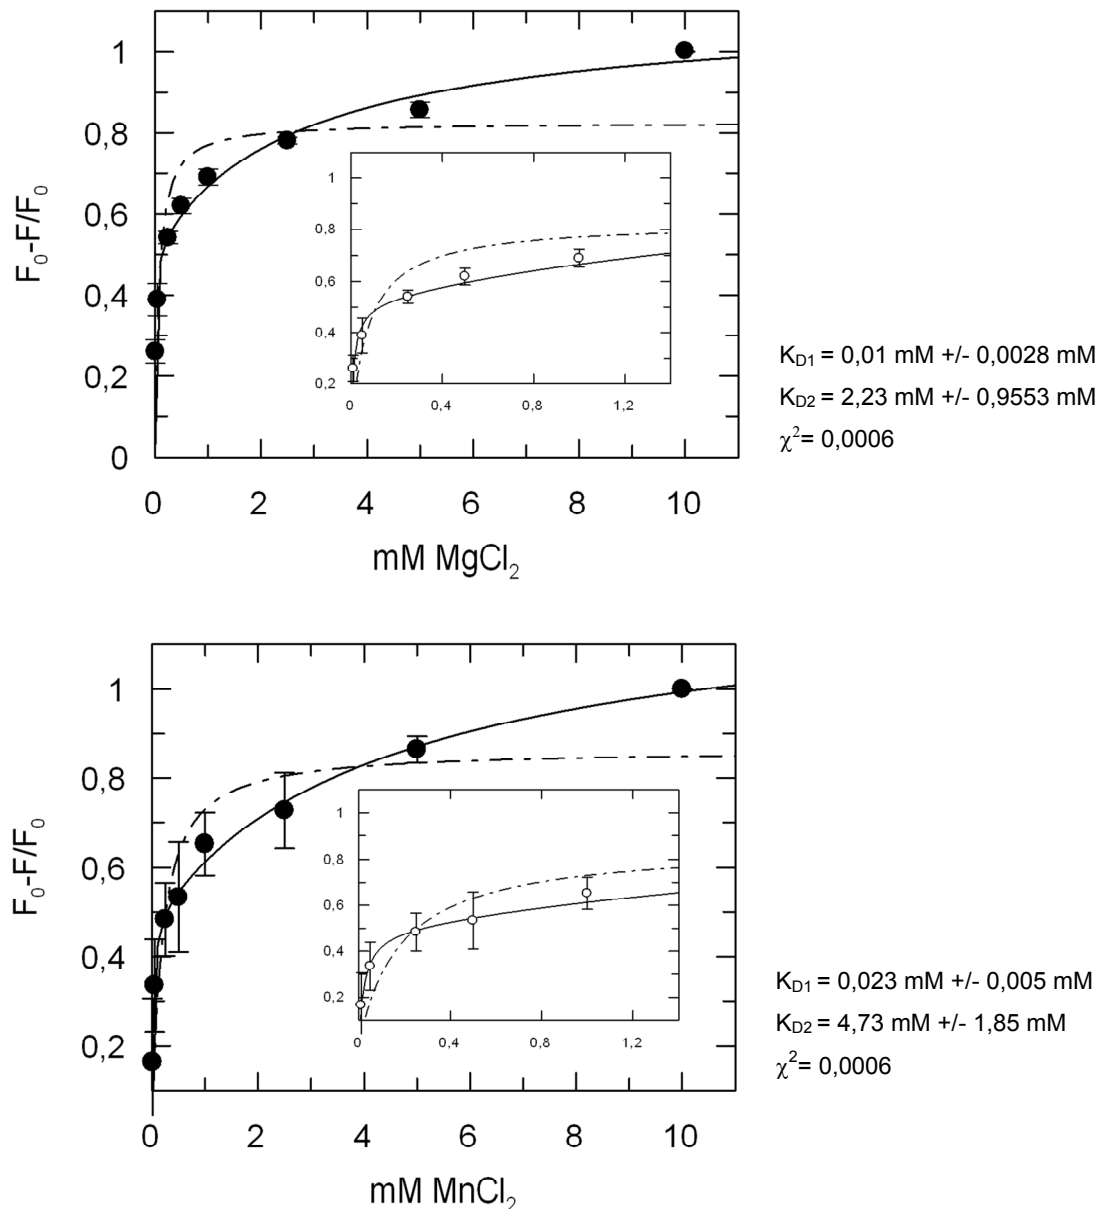 1
0,8
0,6
0,4
0,2
0
F₀-F/F₀
0 2 4 6 8 10
mM MgCl₂
1
0,8
0,6
0,4
0,2
0 0,4 0,8 1,2
K_D1 = 0,01 mM +/- 0,0028 mM
K_D2 = 2,23 mM +/- 0,9553 mM
χ²= 0,0006
1
0,8
0,6
0,4
0,2
F₀-F/F₀
0 2 4 6 8 10
mM MnCl₂
1
0,8
0,6
0,4
0,2
0 0,4 0,8 1,2
K_D1 = 0,023 mM +/- 0,005 mM
K_D2 = 4,73 mM +/- 1,85 mM
χ²= 0,0006